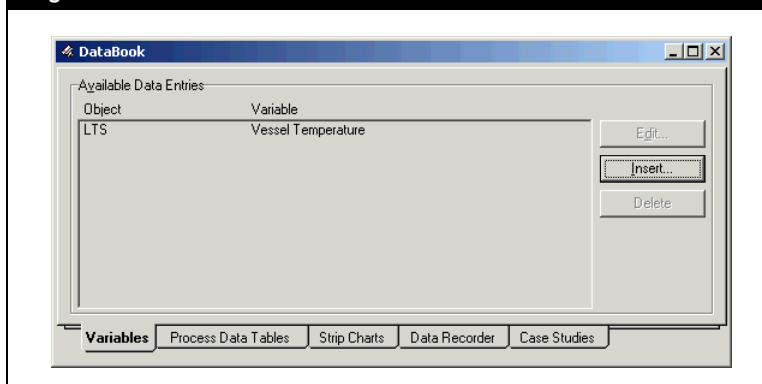 DataBook
Available Data Entries
Object Variable
LTS Vessel Temperature
Edit...
Insert...
Delete
Variables Process Data Tables Strip Charts Data Recorder Case Studies